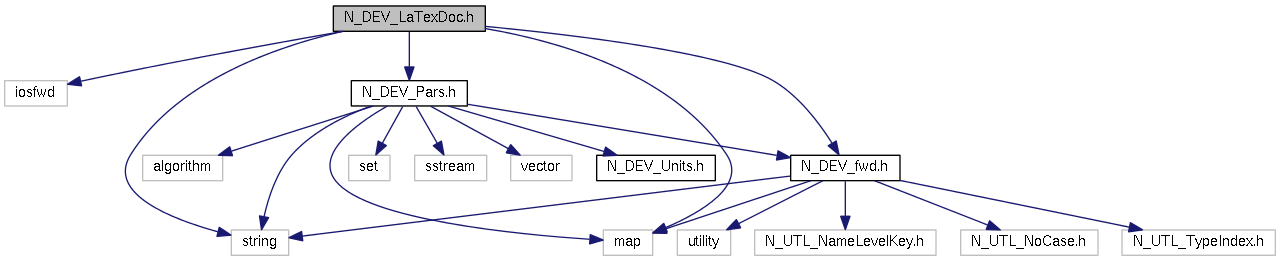 N_DEV_LaTexDoc.h
iosfwd
N_DEV_Pars.h
algorithm
set
sstream
vector
N_DEV_Units.h
N_DEV_fwd.h
string
map
utility
N_UTL_NameLevelKey.h
N_UTL_NoCase.h
N_UTL_TypeIndex.h